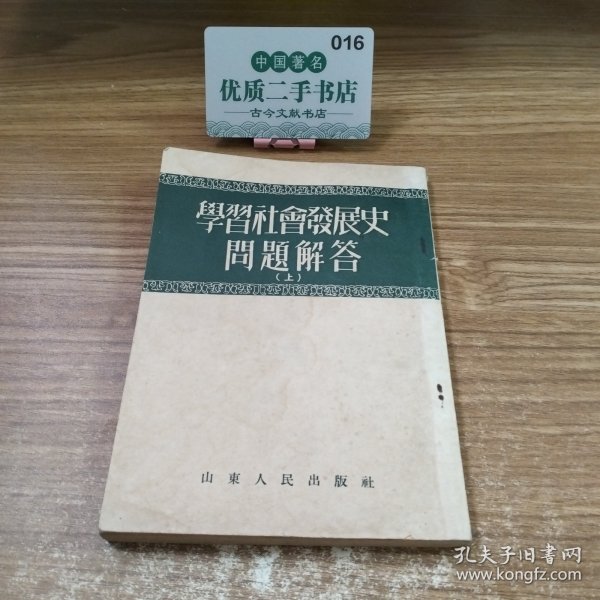 016
中国著名
优质二手书店
古今文献书店
學習社會發展史
問題解答
(上)
山東人民出版社
孔夫子旧书网
www.kongfz.com